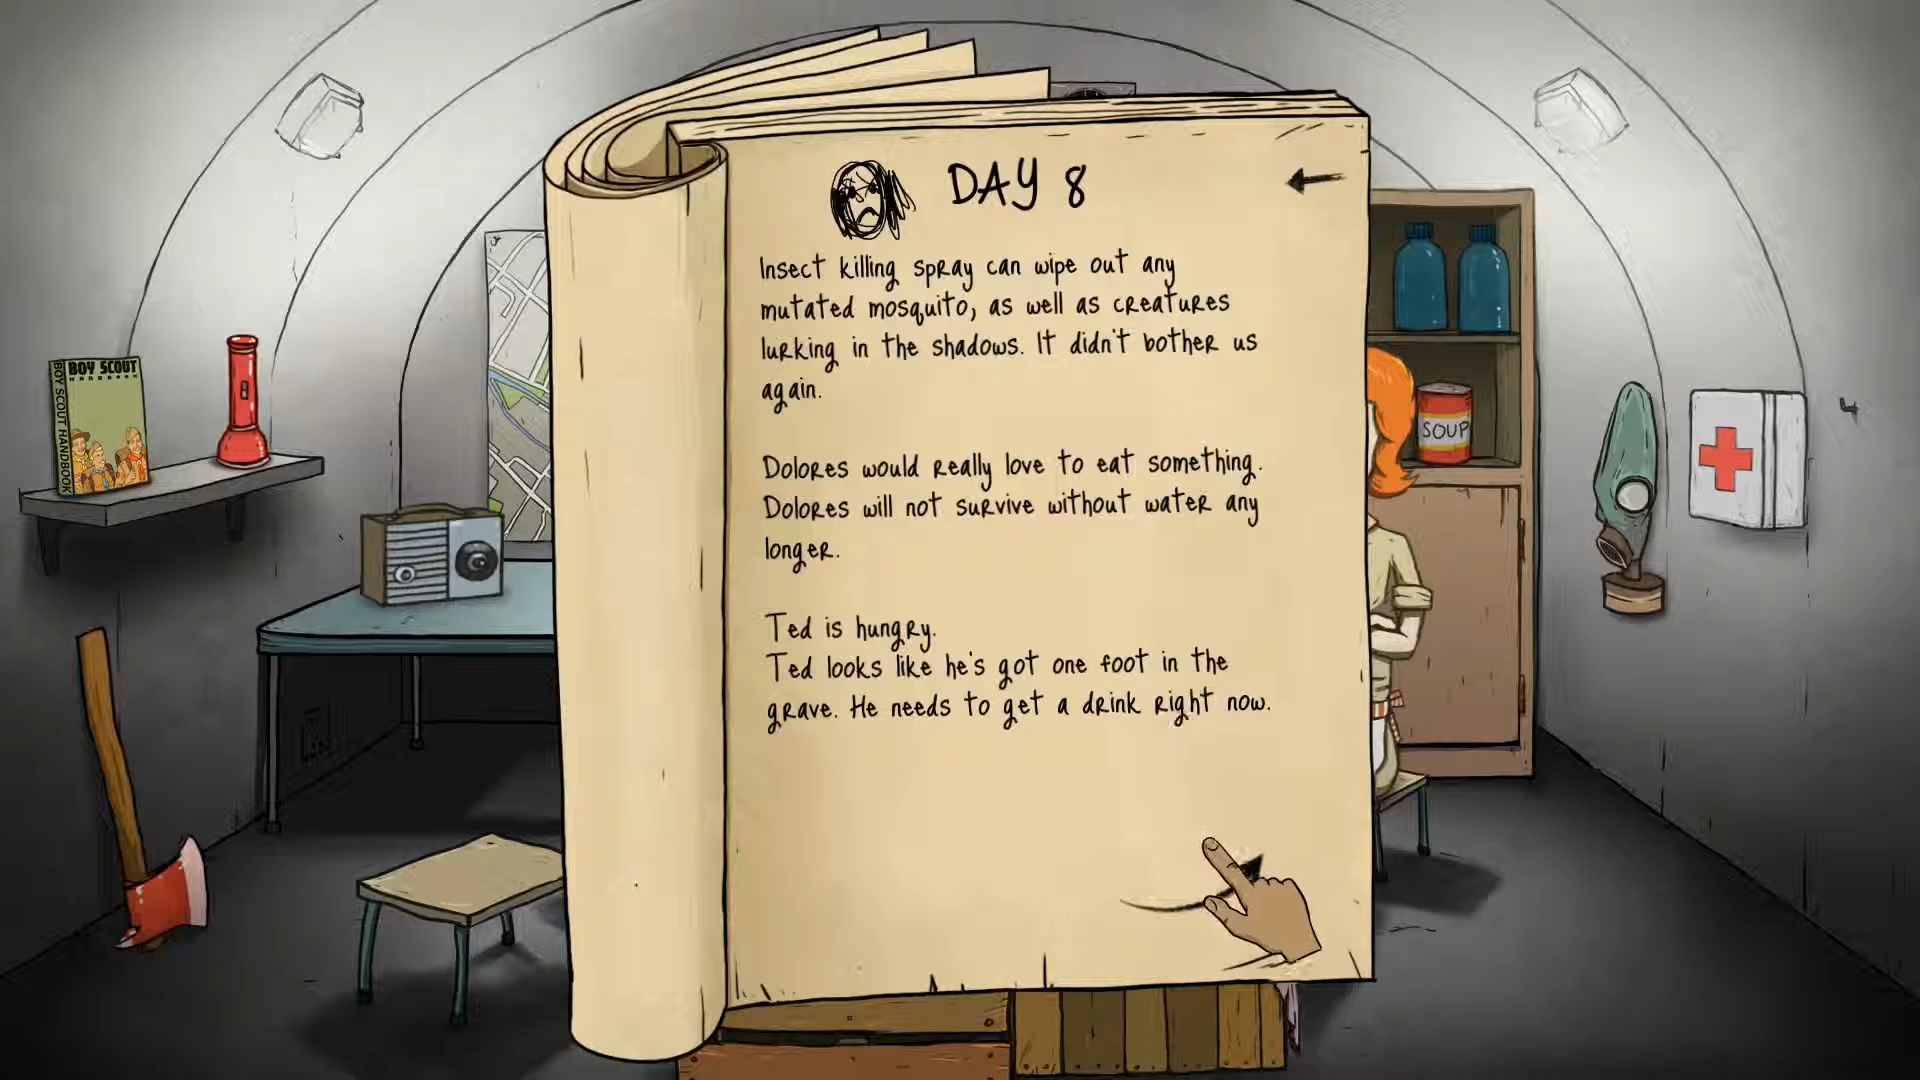 DAY 8
Insect killing spray can wipe out any
mutated mosquito, as well as creatures
lurking in the shadows. It didn't bother us
again.
Dolores would really love to eat something.
Dolores will not survive without water any
longer.
Ted is hungry.
Ted looks like he's got one foot in the
grave. He needs to get a drink right now.
BOY SCOUT
HANDBOOK
BOY SCOUT HANDBOOK
SOUP